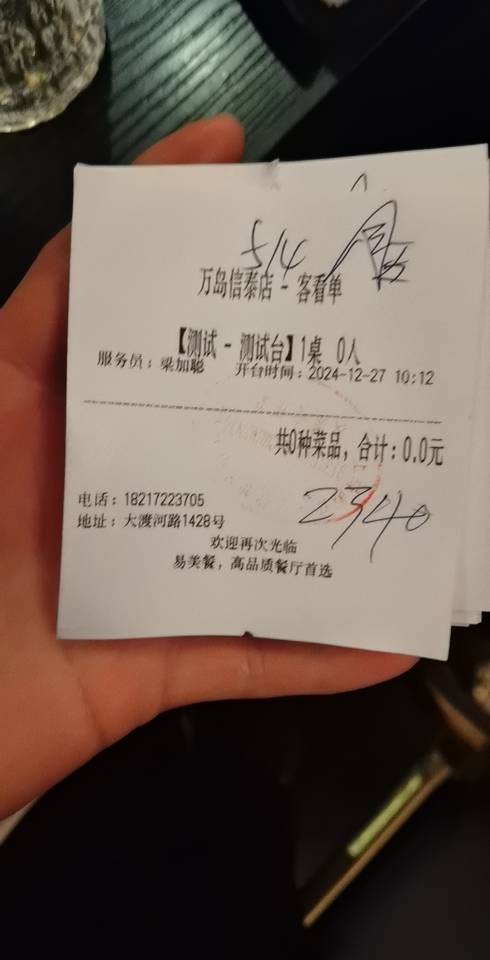 514
万岛信泰店 - 客看单
【测试 - 测试台】1桌 0人
服务员：梁加聪 开台时间：2024-12-27 10:12
共0种菜品，合计：0.0元
2340
电话：18217223705
地址：大渡河路1428号
欢迎再次光临
易美餐，高品质餐厅首选